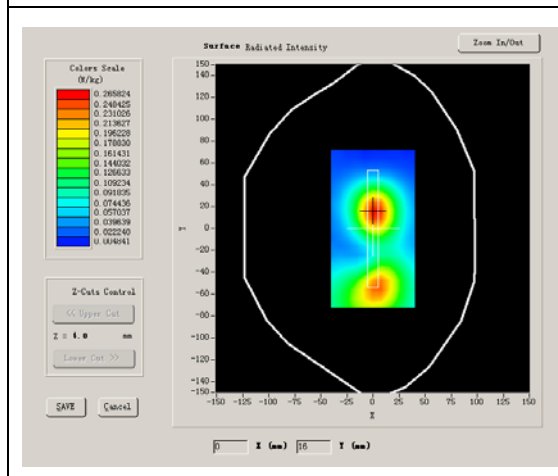 Surface Radiated Intensity
Zoom In/Out
Colors Scale
(W/kg)
0.265824
0.248425
0.231026
0.213627
0.196228
0.178830
0.161431
0.144032
0.126633
0.109234
0.091835
0.074436
0.057037
0.039639
0.022240
0.004841
150
140
120
100
80
60
40
20
0
-20
-40
-60
-80
-100
-120
-140
-150
Y
-150 -125 -100 -75 -50 -25 0 25 50 75 100 125 150
X
Z-Cuts Control
<< Upper Cut
Z = 4.0 mm
Lower Cut >>
SAVE Cancel
0 X (mm) 16 Y (mm)